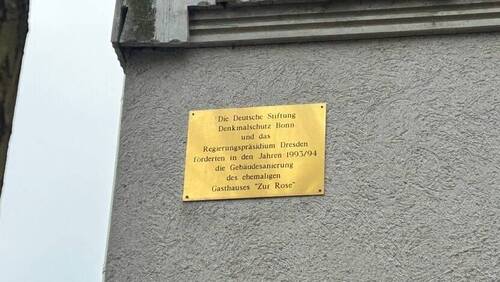 Die Deutsche Stiftung
Denkmalschutz Bonn
und das
Regierungspräsidium Dresden
förderten in den Jahren 1993/94
die Gebäudesanierung
des ehemaligen
Gasthauses "Zur Rose"